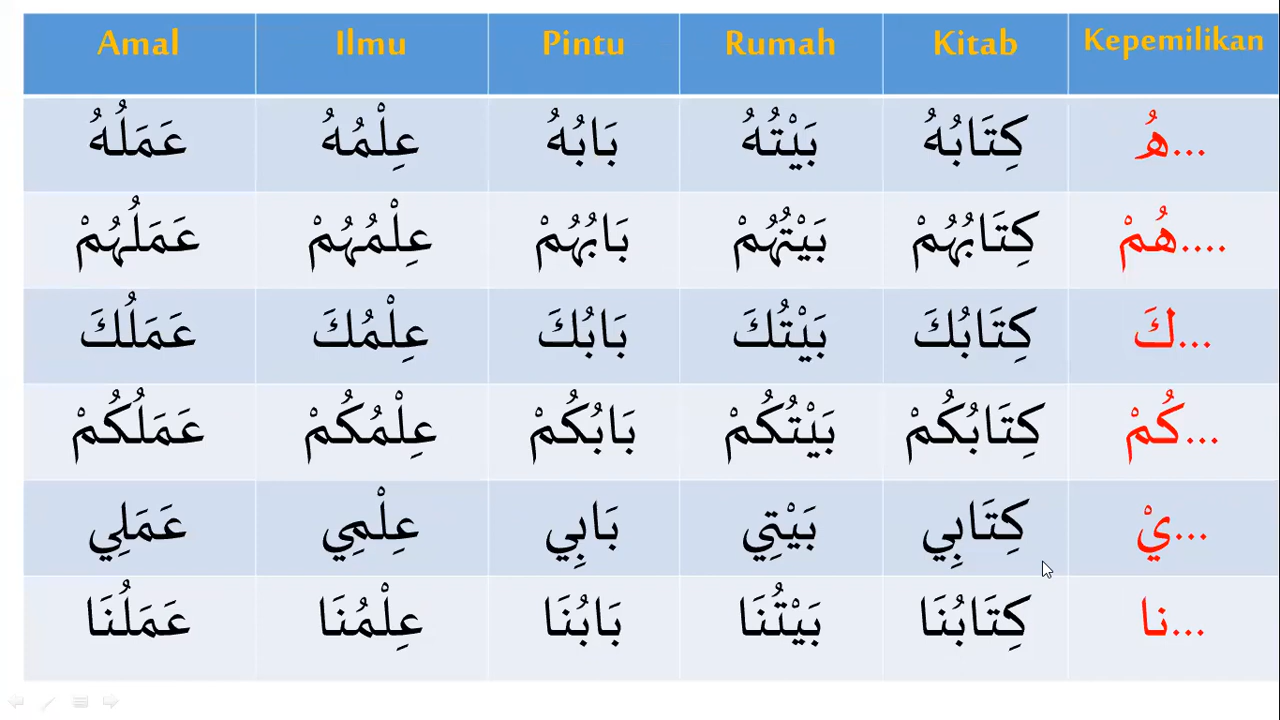 Amal Ilmu Pintu Rumah Kitab Kepemilikan
...هُ كِتَابُهُ بَيْتُهُ بَابُهُ عِلْمُهُ عَمَلُهُ
....هُمْ كِتَابُهُمْ بَيْتُهُمْ بَابُهُمْ عِلْمُهُمْ عَمَلُهُمْ
...كَ كِتَابُكَ بَيْتُكَ بَابُكَ عِلْمُكَ عَمَلُكَ
...كُمْ كِتَابُكُمْ بَيْتُكُمْ بَابُكُمْ عِلْمُكُمْ عَمَلُكُمْ
...يْ كِتَابِي بَيْتِي بَابِي عِلْمِي عَمَلِي
...نا كِتَابُنَا بَيْتُنَا بَابُنَا عِلْمُنَا عَمَلُنَا